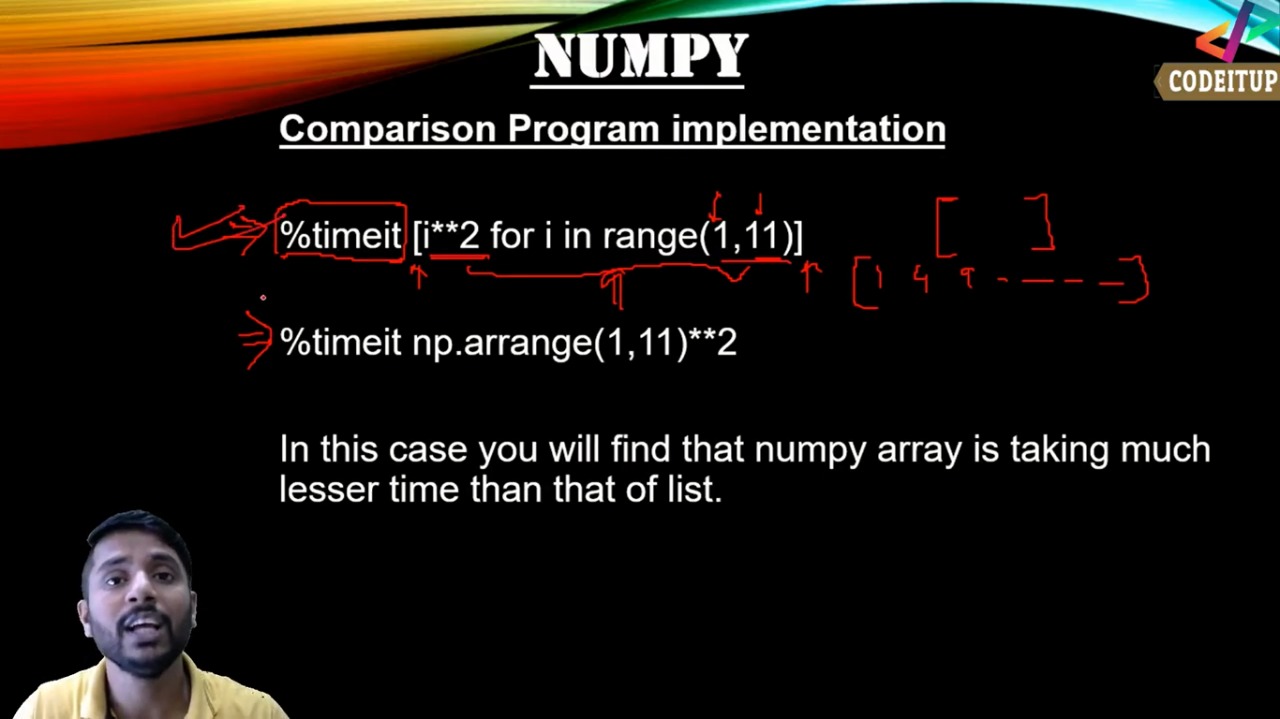 NUMPY
CODEITUP
Comparison Program implementation
%timeit [i**2 for i in range(1,11)]
[ ]
[1 4 9 - - - -]
%timeit np.arrange(1,11)**2
In this case you will find that numpy array is taking much
lesser time than that of list.